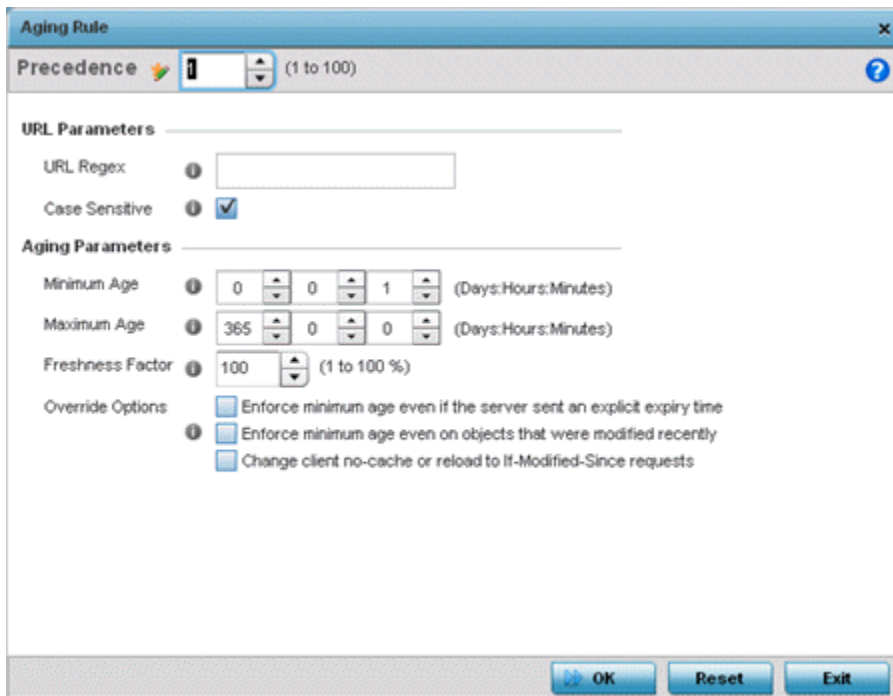 Aging Rule
Precedence 1 (1 to 100)
URL Parameters
URL Regex
Case Sensitive
Aging Parameters
Minimum Age 0 0 1 (Days:Hours:Minutes)
Maximum Age 365 0 0 (Days:Hours:Minutes)
Freshness Factor 100 (1 to 100 %)
Override Options Enforce minimum age even if the server sent an explicit expiry time
Enforce minimum age even on objects that were modified recently
Change client no-cache or reload to If-Modified-Since requests
OK Reset Exit